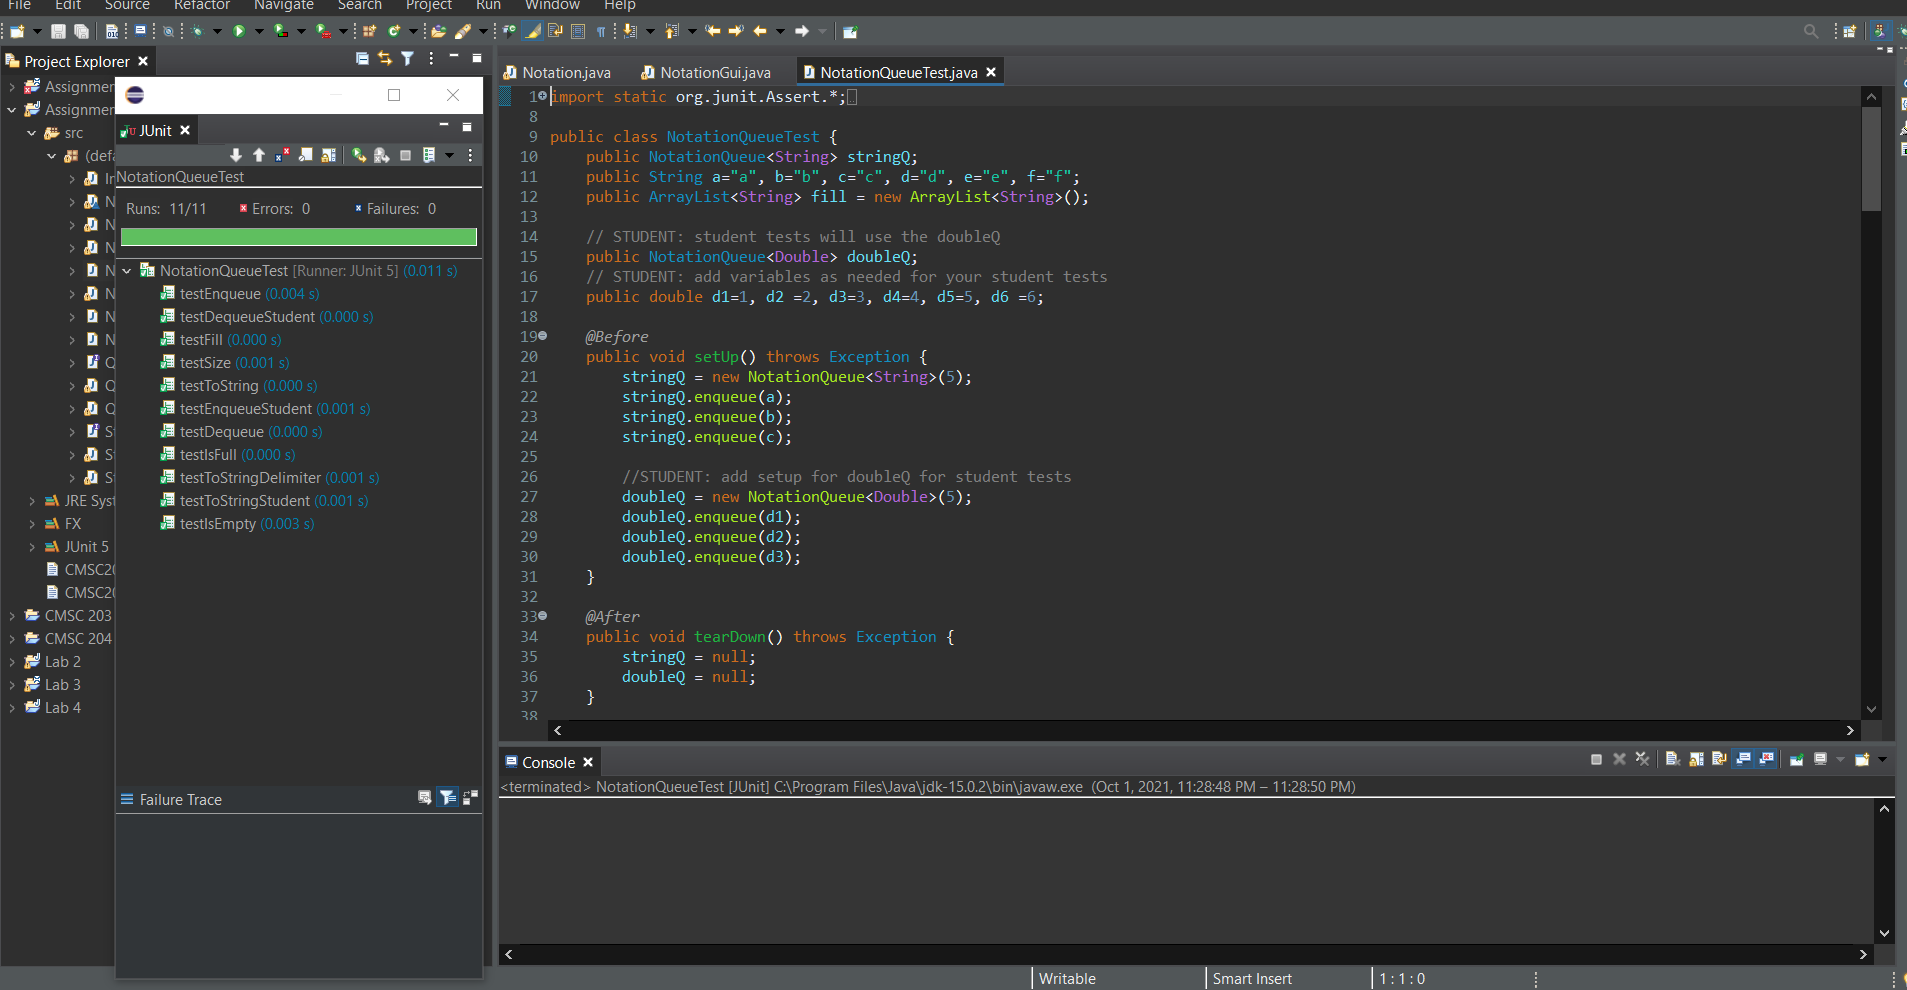 File Edit Source Refactor Navigate Search Project Run Window Help
Project Explorer
Assignmen
Assignmen
src
(defa
In
N
N
N
N
N
N
N
Q
Q
Q
St
St
St
JRE Syst
FX
JUnit 5
CMSC20
CMSC20
CMSC 203
CMSC 204
Lab 2
Lab 3
Lab 4
JUnit
NotationQueueTest
Runs: 11/11 Errors: 0 Failures: 0
NotationQueueTest [Runner: JUnit 5] (0.011 s)
testEnqueue (0.004 s)
testDequeueStudent (0.000 s)
testFill (0.000 s)
testSize (0.001 s)
testToString (0.000 s)
testEnqueueStudent (0.001 s)
testDequeue (0.000 s)
testIsFull (0.000 s)
testToStringDelimiter (0.001 s)
testToStringStudent (0.001 s)
testIsEmpty (0.003 s)
Failure Trace
Notation.java NotationGui.java NotationQueueTest.java
1 import static org.junit.Assert.*;
8
9 public class NotationQueueTest {
10 public NotationQueue<String> stringQ;
11 public String a="a", b="b", c="c", d="d", e="e", f="f";
12 public ArrayList<String> fill = new ArrayList<String>();
13
14 // STUDENT: student tests will use the doubleQ
15 public NotationQueue<Double> doubleQ;
16 // STUDENT: add variables as needed for your student tests
17 public double d1=1, d2 =2, d3=3, d4=4, d5=5, d6 =6;
18
19 @Before
20 public void setUp() throws Exception {
21 stringQ = new NotationQueue<String>(5);
22 stringQ.enqueue(a);
23 stringQ.enqueue(b);
24 stringQ.enqueue(c);
25
26 //STUDENT: add setup for doubleQ for student tests
27 doubleQ = new NotationQueue<Double>(5);
28 doubleQ.enqueue(d1);
29 doubleQ.enqueue(d2);
30 doubleQ.enqueue(d3);
31 }
32
33 @After
34 public void tearDown() throws Exception {
35 stringQ = null;
36 doubleQ = null;
37 }
38
Console
<terminated> NotationQueueTest [JUnit] C:\Program Files\Java\jdk-15.0.2\bin\javaw.exe (Oct 1, 2021, 11:28:48 PM – 11:28:50 PM)
Writable Smart Insert 1 : 1 : 0